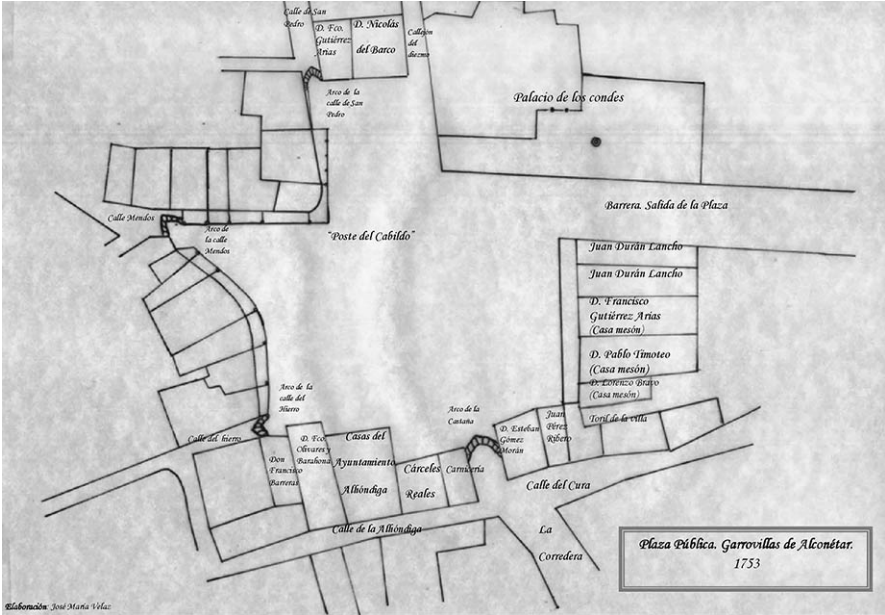 Calle de San
Pedro
D. Fco.
Gutiérrez
Arias
D. Nicolás
del Barco
Callejón
del
diezmo
Arco de la
calle de San
Pedro
Palacio de los condes
Calle Mendos
Arco de
la calle
Mendos
"Poste del Cabildo"
Barrera. Salida de la Plaza
Juan Durán Lancho
Juan Durán Lancho
D. Francisco
Gutiérrez Arias
(Casa mesón)
D. Pablo Timoteo
(Casa mesón)
D. Lorenzo Bravo
(Casa mesón)
Toril de la villa
Arco de la
calle del
Hierro
Calle del hierro
Don
Francisco
Barreras
D. Fco.
Olivares y
Barahona
Casas del
Ayuntamiento
Alhóndiga
Cárceles
Reales
Carnicería
Arco de la
Castaña
D. Esteban
Gómez
Morán
Juan
Pérez
Ribero
Calle del Cura
Calle de la Alhóndiga
La
Corredera
Plaza Pública. Garrovillas de Alconétar.
1753
Elaboración: José María Velaz